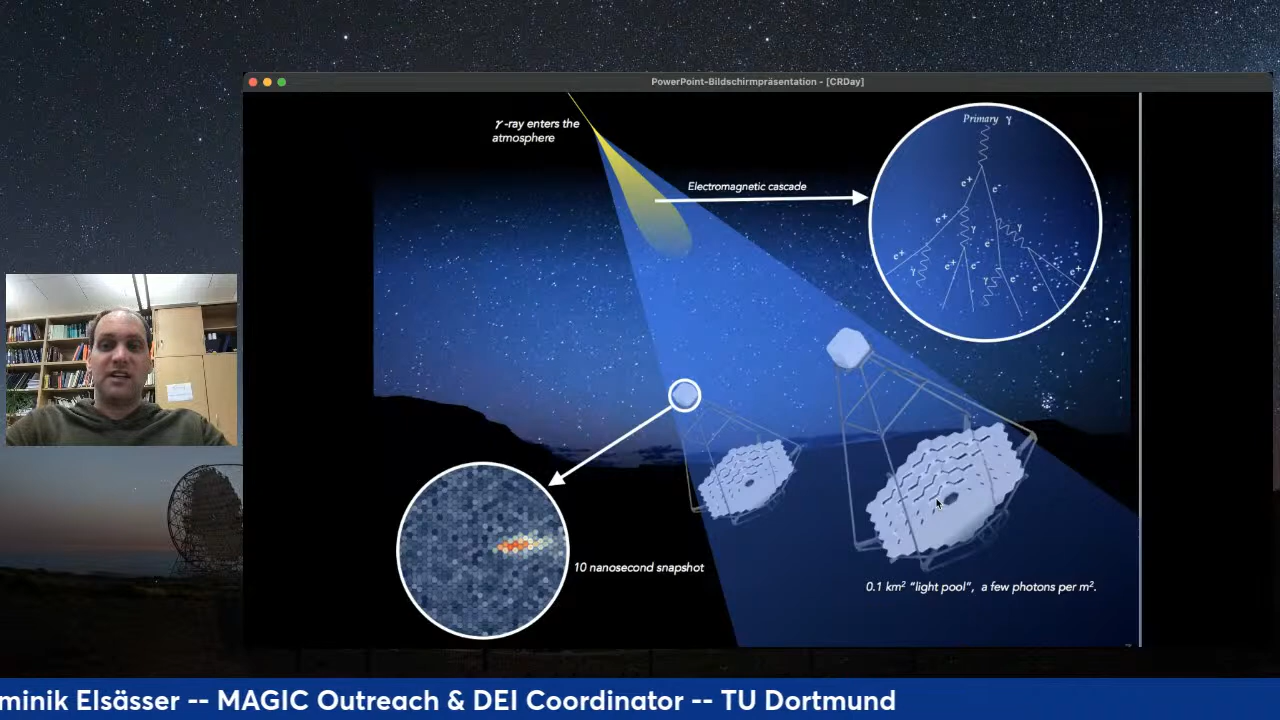 PowerPoint-Bildschirmpräsentation - [CRDay]
γ-ray enters the
atmosphere
Primary γ
Electromagnetic cascade
e+
e-
e+
γ
γ
e+
e-
e+
γ
e+
e-
γ
e-
e-
10 nanosecond snapshot
0.1 km² “light pool”, a few photons per m².
minik Elsässer -- MAGIC Outreach & DEI Coordinator -- TU Dortmund